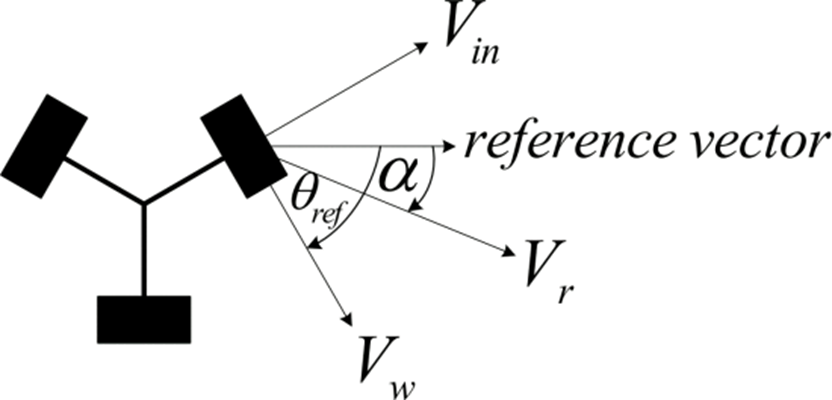 V_in
reference vector
α
θ_ref
V_r
V_w